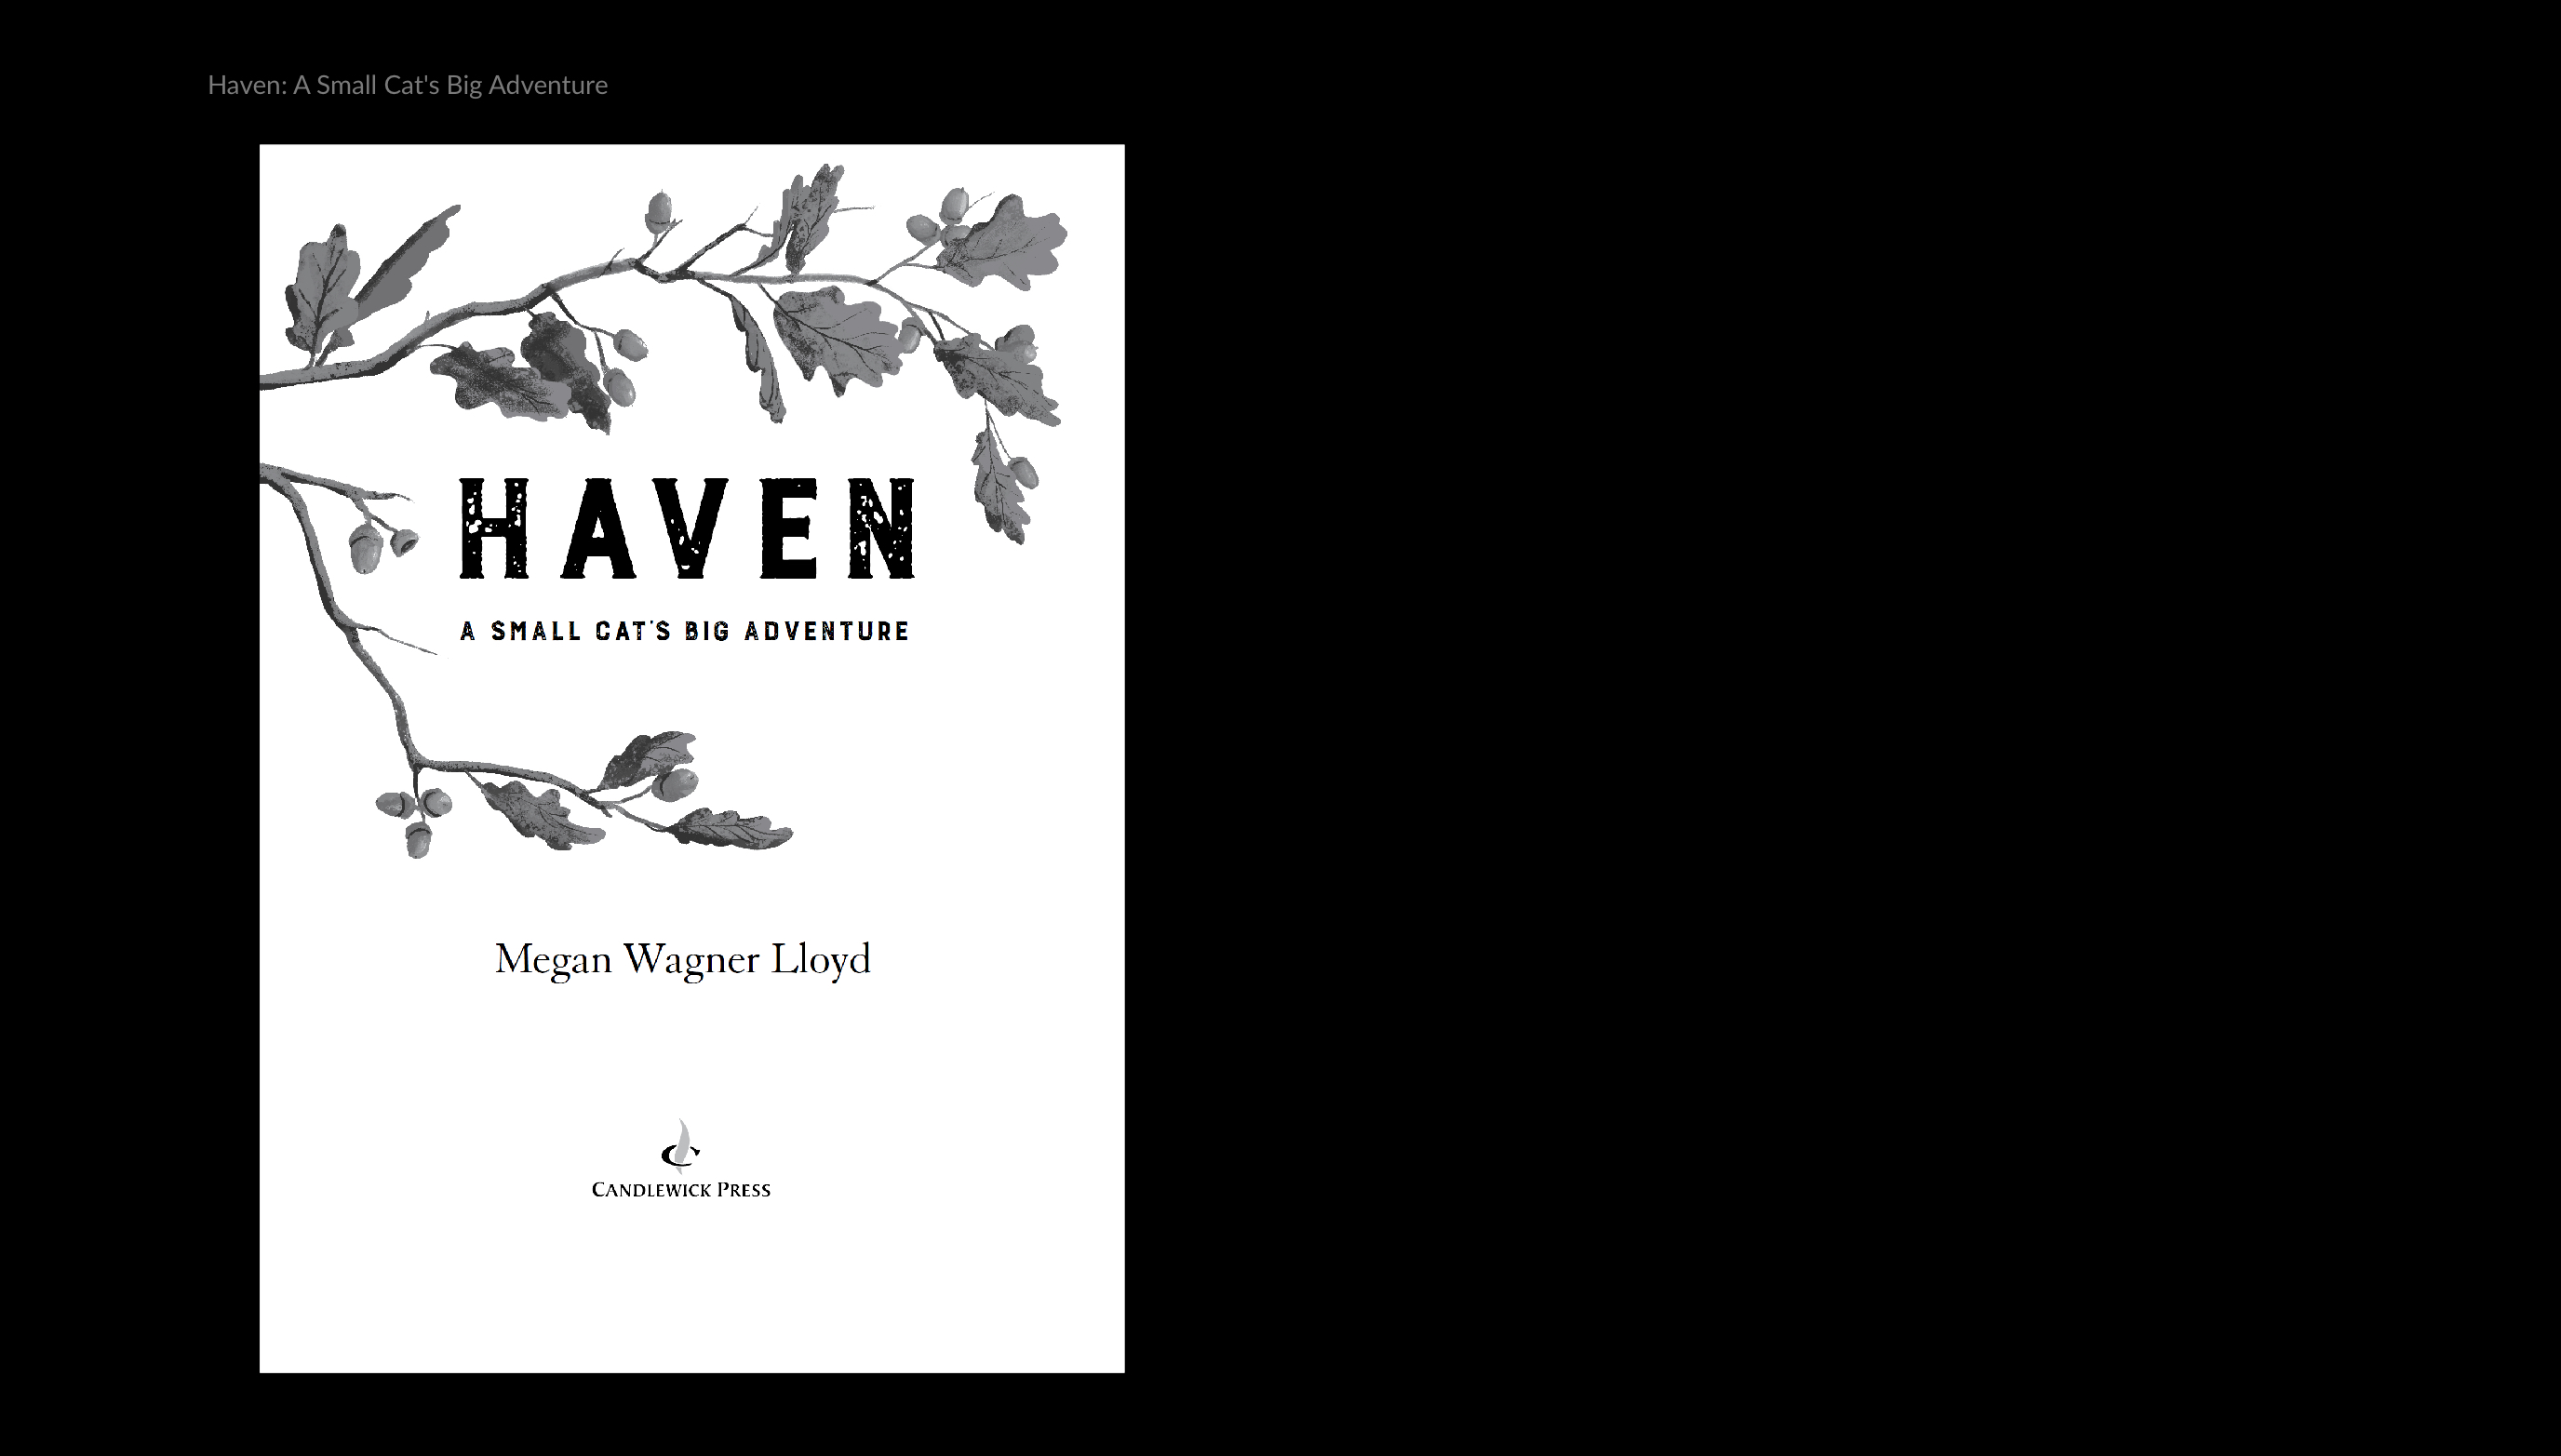 Haven: A Small Cat's Big Adventure
HAVEN
A SMALL CAT'S BIG ADVENTURE
Megan Wagner Lloyd
CANDLEWICK PRESS